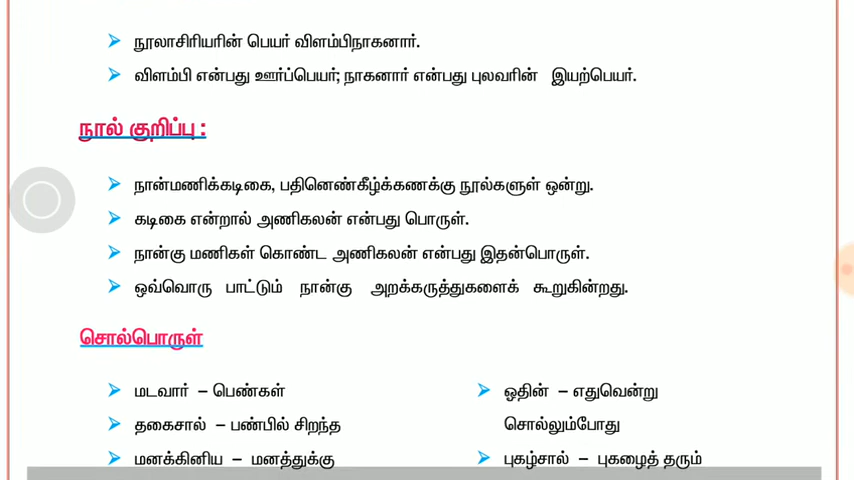 நூலாசிரியரின் பெயர் விளம்பிநாகனார்.
விளம்பி என்பது ஊர்ப்பெயர்; நாகனார் என்பது புலவரின் இயற்பெயர்.
நூல் குறிப்பு :
நான்மணிக்கடிகை, பதினெண்கீழ்க்கணக்கு நூல்களுள் ஒன்று.
கடிகை என்றால் அணிகலன் என்பது பொருள்.
நான்கு மணிகள் கொண்ட அணிகலன் என்பது இதன்பொருள்.
ஒவ்வொரு பாட்டும் நான்கு அறக்கருத்துகளைக் கூறுகின்றது.
சொல்பொருள்
மடவார் – பெண்கள்
தகைசால் – பண்பில் சிறந்த
மனக்கினிய – மனத்துக்கு
ஓதின் – எதுவென்று
சொல்லும்போது
புகழ்சால் – புகழைத் தரும்